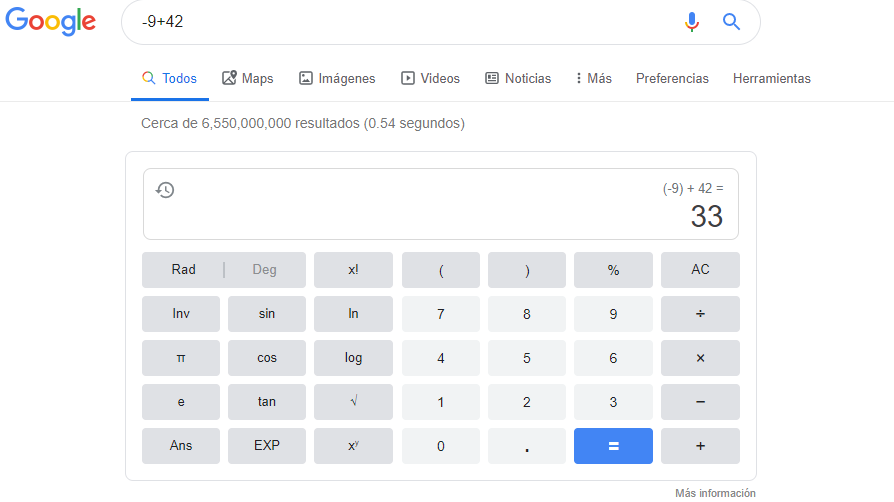 Google -9+42
Todos Maps Imágenes Videos Noticias Más Preferencias Herramientas
Cerca de 6,550,000,000 resultados (0.54 segundos)
(-9) + 42 =
33
Rad | Deg x! ( ) % AC
Inv sin ln 7 8 9 ÷
π cos log 4 5 6 ×
e tan √ 1 2 3 −
Ans EXP xʸ 0 . = +
Más información